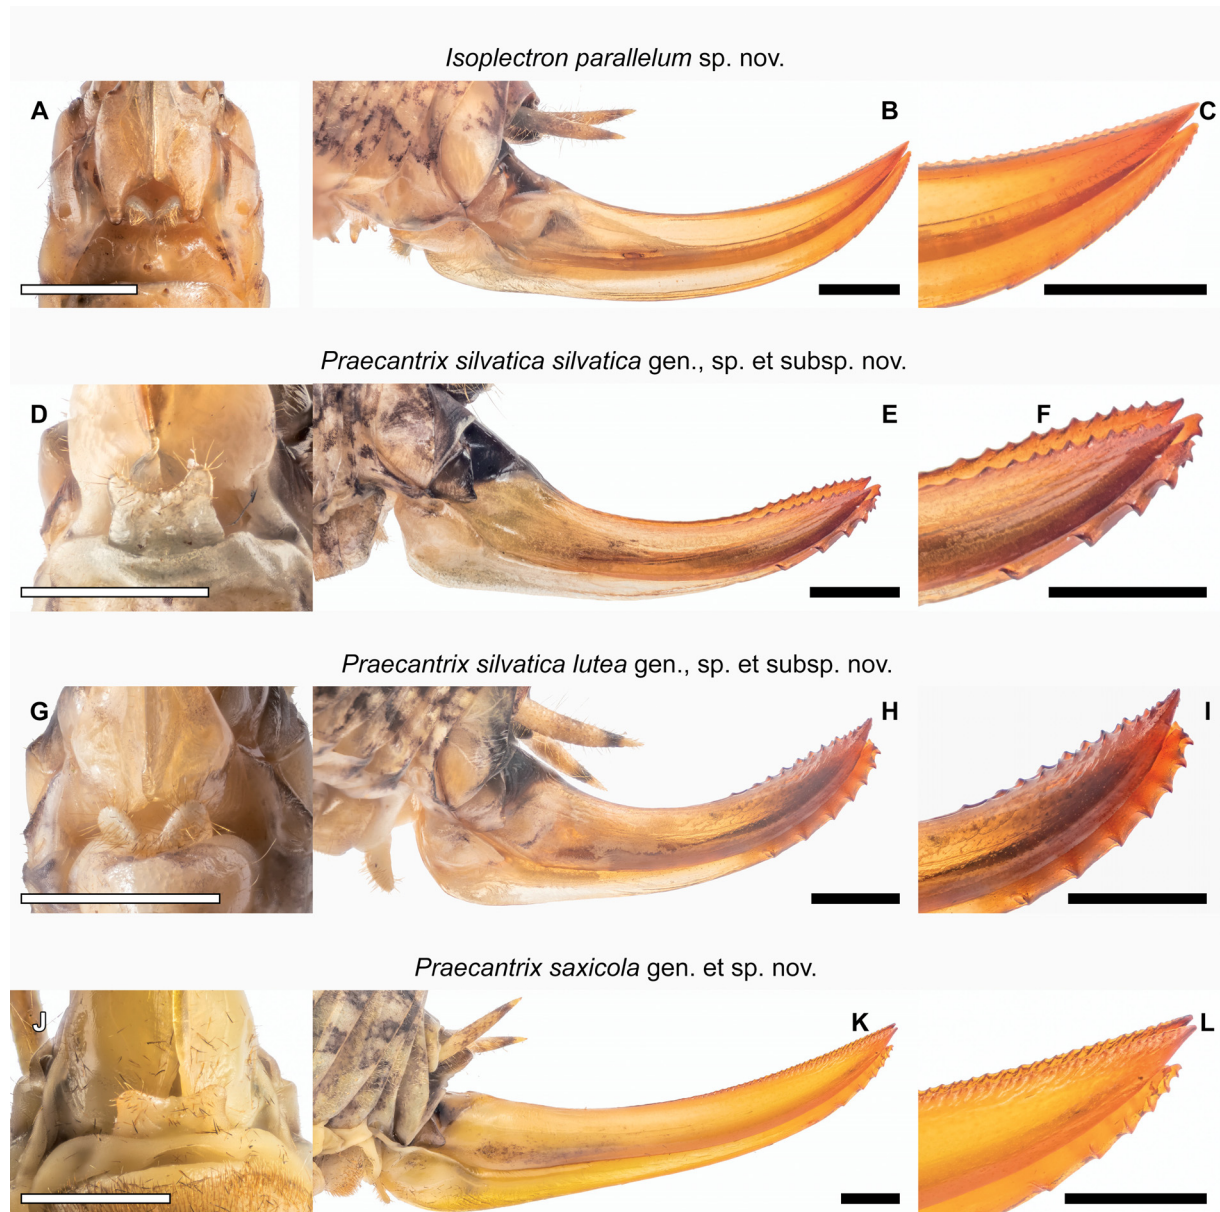 Isoplectron parallelum sp. nov.
A
B
C
Praecantrix silvatica silvatica gen., sp. et subsp. nov.
D
E
F
Praecantrix silvatica lutea gen., sp. et subsp. nov.
G
H
I
Praecantrix saxicola gen. et sp. nov.
J
K
L